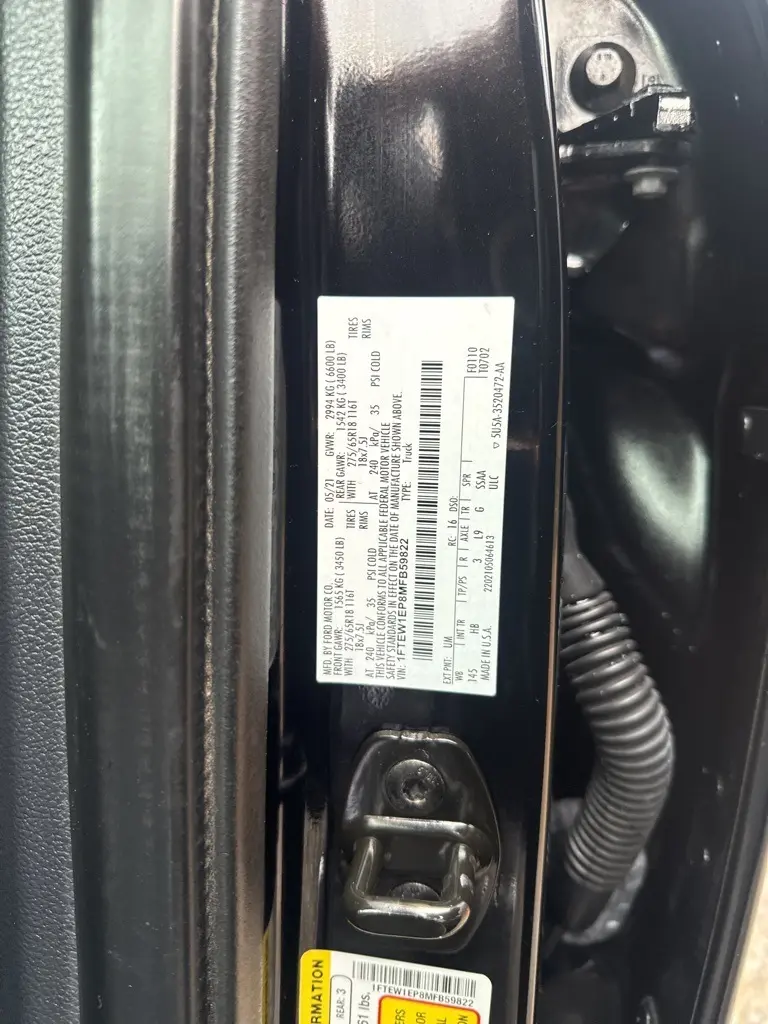 MFD. BY FORD MOTOR CO.
DATE: 05/21 GVWR: 2994 KG ( 6600 LB)
FRONT GAWR: 1565 KG ( 3450 LB) REAR GAWR: 1542 KG ( 3400 LB)
WITH 275/65R18 116T TIRES WITH 275/65R18 116T TIRES
18x7.5J RIMS 18x7.5J RIMS
AT 240 kPa/ 35 PSI COLD AT 240 kPa/ 35 PSI COLD
THIS VEHICLE CONFORMS TO ALL APPLICABLE FEDERAL MOTOR VEHICLE
SAFETY STANDARDS IN EFFECT ON THE DATE OF MANUFACTURE SHOWN ABOVE.
VIN: 1FTEW1EP8MFB59822 TYPE: Truck
F0110
T0702
EXT PNT: UM RC: 16 DSO:
WB | INT TR | TP/PS | R | AXLE | TR | SPR |
145 HB 3 L9 G SSAA
MADE IN U.S.A. 2202105064613 ULC ▽ 5U5A-3520472-AA
RMATION
REAR: 3
61 lbs.
1FTEW1EP8MFB59822